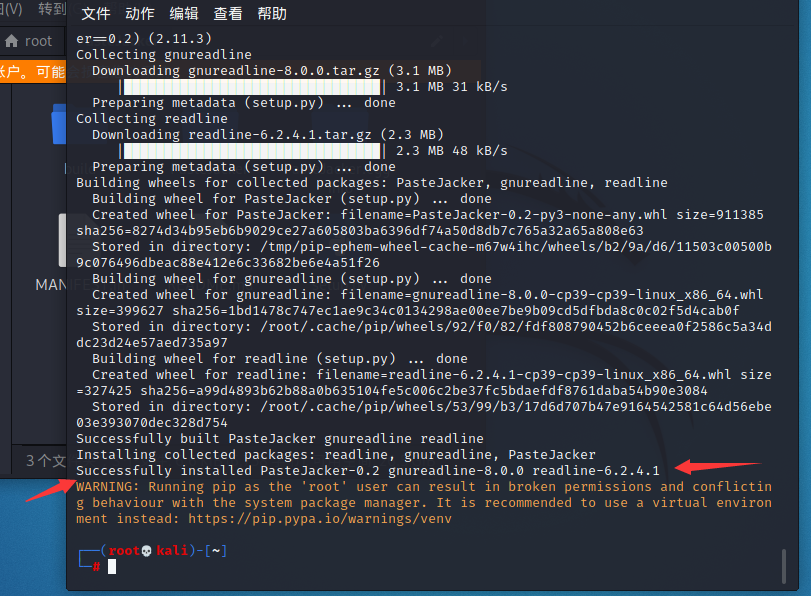 文件 动作 编辑 查看 帮助
(V) 转到
root
账户。可能
MANIFE
3 个文
er==0.2) (2.11.3)
Collecting gnureadline
Downloading gnureadline-8.0.0.tar.gz (3.1 MB)
| | 3.1 MB 31 kB/s
Preparing metadata (setup.py) ... done
Collecting readline
Downloading readline-6.2.4.1.tar.gz (2.3 MB)
| | 2.3 MB 48 kB/s
Preparing metadata (setup.py) ... done
Building wheels for collected packages: PasteJacker, gnureadline, readline
Building wheel for PasteJacker (setup.py) ... done
Created wheel for PasteJacker: filename=PasteJacker-0.2-py3-none-any.whl size=911385
sha256=8274d34b95eb6b9029ce27a605803ba6396df74a50d8db7c765a32a65a808e63
Stored in directory: /tmp/pip-ephem-wheel-cache-m67w4ihc/wheels/b2/9a/d6/11503c00500b
9c076496dbeac88e412e6c33682be6e4a51f26
Building wheel for gnureadline (setup.py) ... done
Created wheel for gnureadline: filename=gnureadline-8.0.0-cp39-cp39-linux_x86_64.whl
size=399627 sha256=1bd1478c747ec1ae9c34c0134298ae00ee7be9b09cd5dfbda8c0c02f5d4cab0f
Stored in directory: /root/.cache/pip/wheels/92/f0/82/fdf808790452b6ceeea0f2586c5a34d
dc23d24e57aed735a97
Building wheel for readline (setup.py) ... done
Created wheel for readline: filename=readline-6.2.4.1-cp39-cp39-linux_x86_64.whl size
=327425 sha256=a99d4893b62b88a0b635104fe5c006c2be37fc5bdaefdf8761daba54b90e3084
Stored in directory: /root/.cache/pip/wheels/53/99/b3/17d6d707b47e9164542581c64d56ebe
03e393070dec328d754
Successfully built PasteJacker gnureadline readline
Installing collected packages: readline, gnureadline, PasteJacker
Successfully installed PasteJacker-0.2 gnureadline-8.0.0 readline-6.2.4.1
WARNING: Running pip as the 'root' user can result in broken permissions and conflictin
g behaviour with the system package manager. It is recommended to use a virtual environ
ment instead: https://pip.pypa.io/warnings/venv
┌──(root💀kali)-[~]
└─#